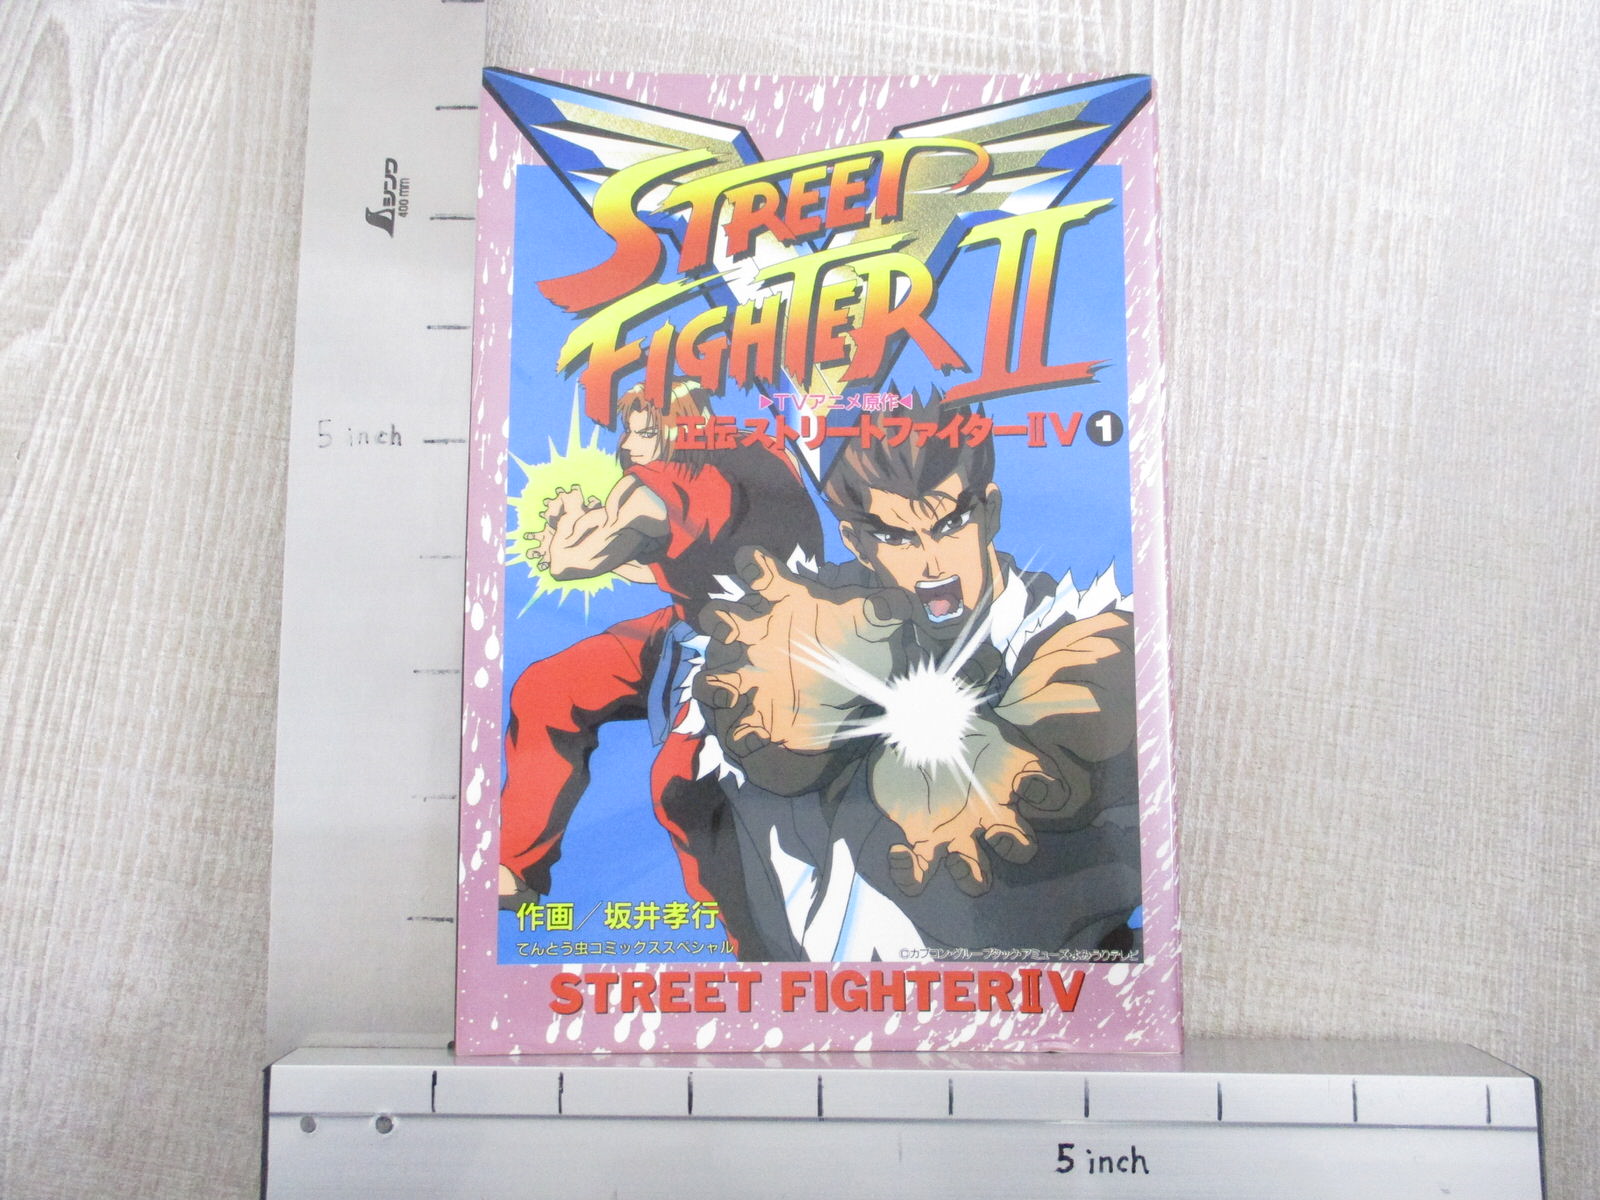 シンワ
400 mm
STREET
FIGHTER II
▶TVアニメ原作◀
正伝 ストリートファイターⅡV 1
5 inch
作画／坂井孝行
てんとう虫コミックススペシャル
©カプコン・グループタック・アミューズ・よみうりテレビ
STREET FIGHTERⅡV
5 inch